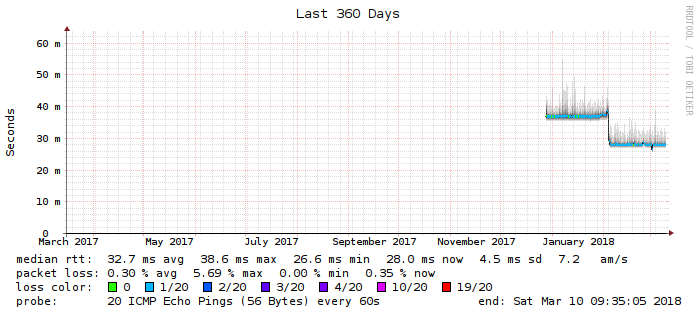 Last 360 Days
RRDTOOL / TOBI OETIKER
Seconds
60 m
50 m
40 m
30 m
20 m
10 m
0
March 2017 May 2017 July 2017 September 2017 November 2017 January 2018
median rtt: 32.7 ms avg 38.6 ms max 26.6 ms min 28.0 ms now 4.5 ms sd 7.2 am/s
packet loss: 0.30 % avg 5.69 % max 0.00 % min 0.35 % now
loss color: 0 1/20 2/20 3/20 4/20 10/20 19/20
probe: 20 ICMP Echo Pings (56 Bytes) every 60s end: Sat Mar 10 09:35:05 2018